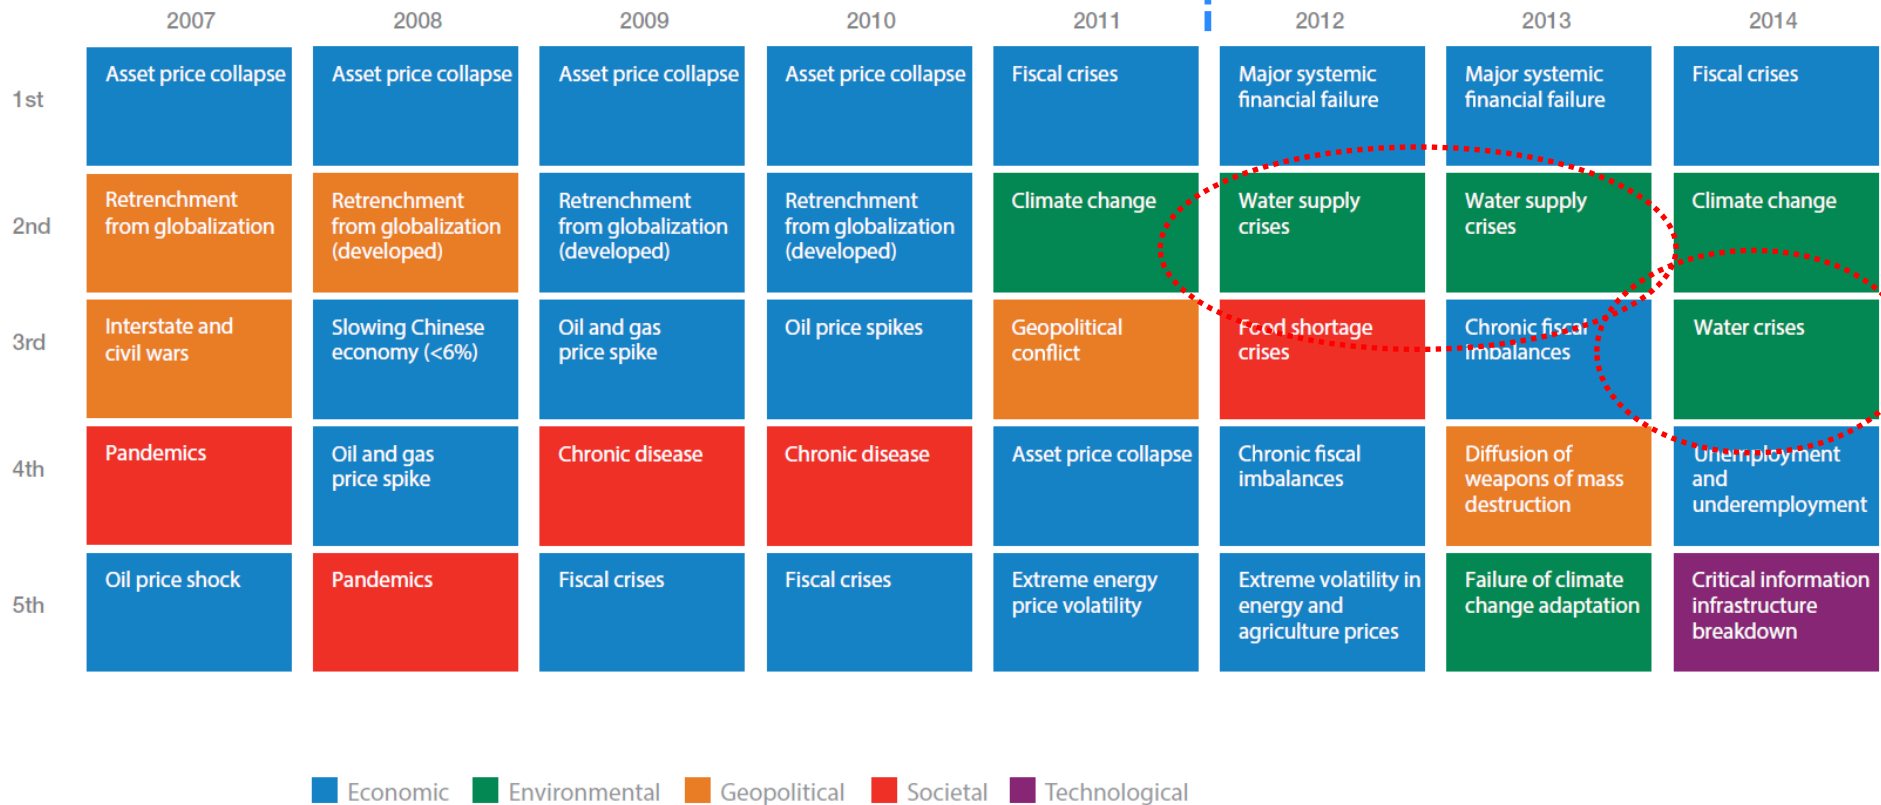 2007 2008 2009 2010 2011 2012 2013 2014
1st
Asset price collapse
Asset price collapse
Asset price collapse
Asset price collapse
Fiscal crises
Major systemic
financial failure
Major systemic
financial failure
Fiscal crises
2nd
Retrenchment
from globalization
Retrenchment
from globalization
(developed)
Retrenchment
from globalization
(developed)
Retrenchment
from globalization
(developed)
Climate change
Water supply
crises
Water supply
crises
Climate change
3rd
Interstate and
civil wars
Slowing Chinese
economy (<6%)
Oil and gas
price spike
Oil price spikes
Geopolitical
conflict
Food shortage
crises
Chronic fiscal
imbalances
Water crises
4th
Pandemics
Oil and gas
price spike
Chronic disease
Chronic disease
Asset price collapse
Chronic fiscal
imbalances
Diffusion of
weapons of mass
destruction
Unemployment
and
underemployment
5th
Oil price shock
Pandemics
Fiscal crises
Fiscal crises
Extreme energy
price volatility
Extreme volatility in
energy and
agriculture prices
Failure of climate
change adaptation
Critical information
infrastructure
breakdown
Economic Environmental Geopolitical Societal Technological